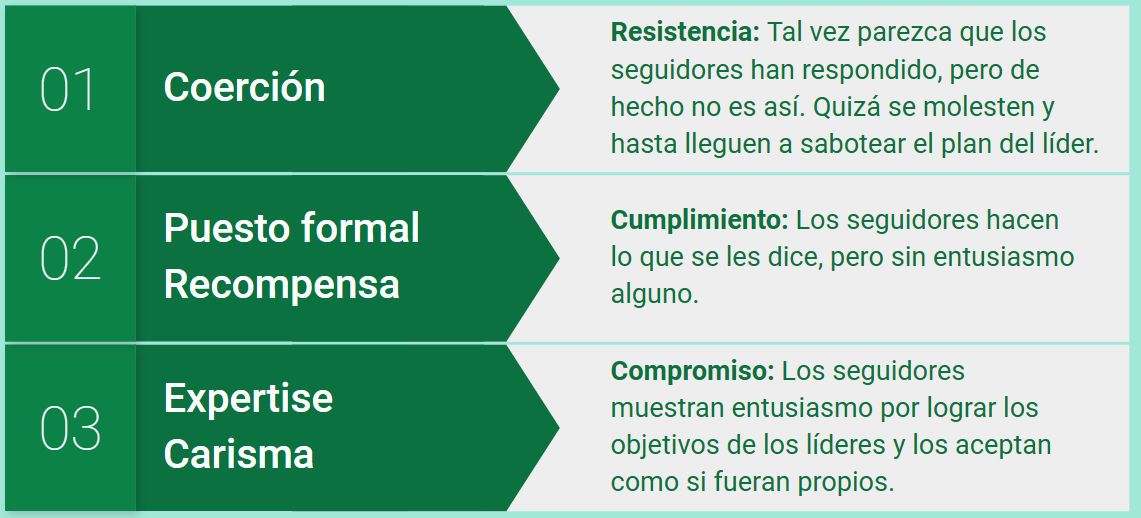 01
Coerción
Resistencia: Tal vez parezca que los
seguidores han respondido, pero de
hecho no es así. Quizá se molesten y
hasta lleguen a sabotear el plan del líder.
02
Puesto formal
Recompensa
Cumplimiento: Los seguidores hacen
lo que se les dice, pero sin entusiasmo
alguno.
03
Expertise
Carisma
Compromiso: Los seguidores
muestran entusiasmo por lograr los
objetivos de los líderes y los aceptan
como si fueran propios.